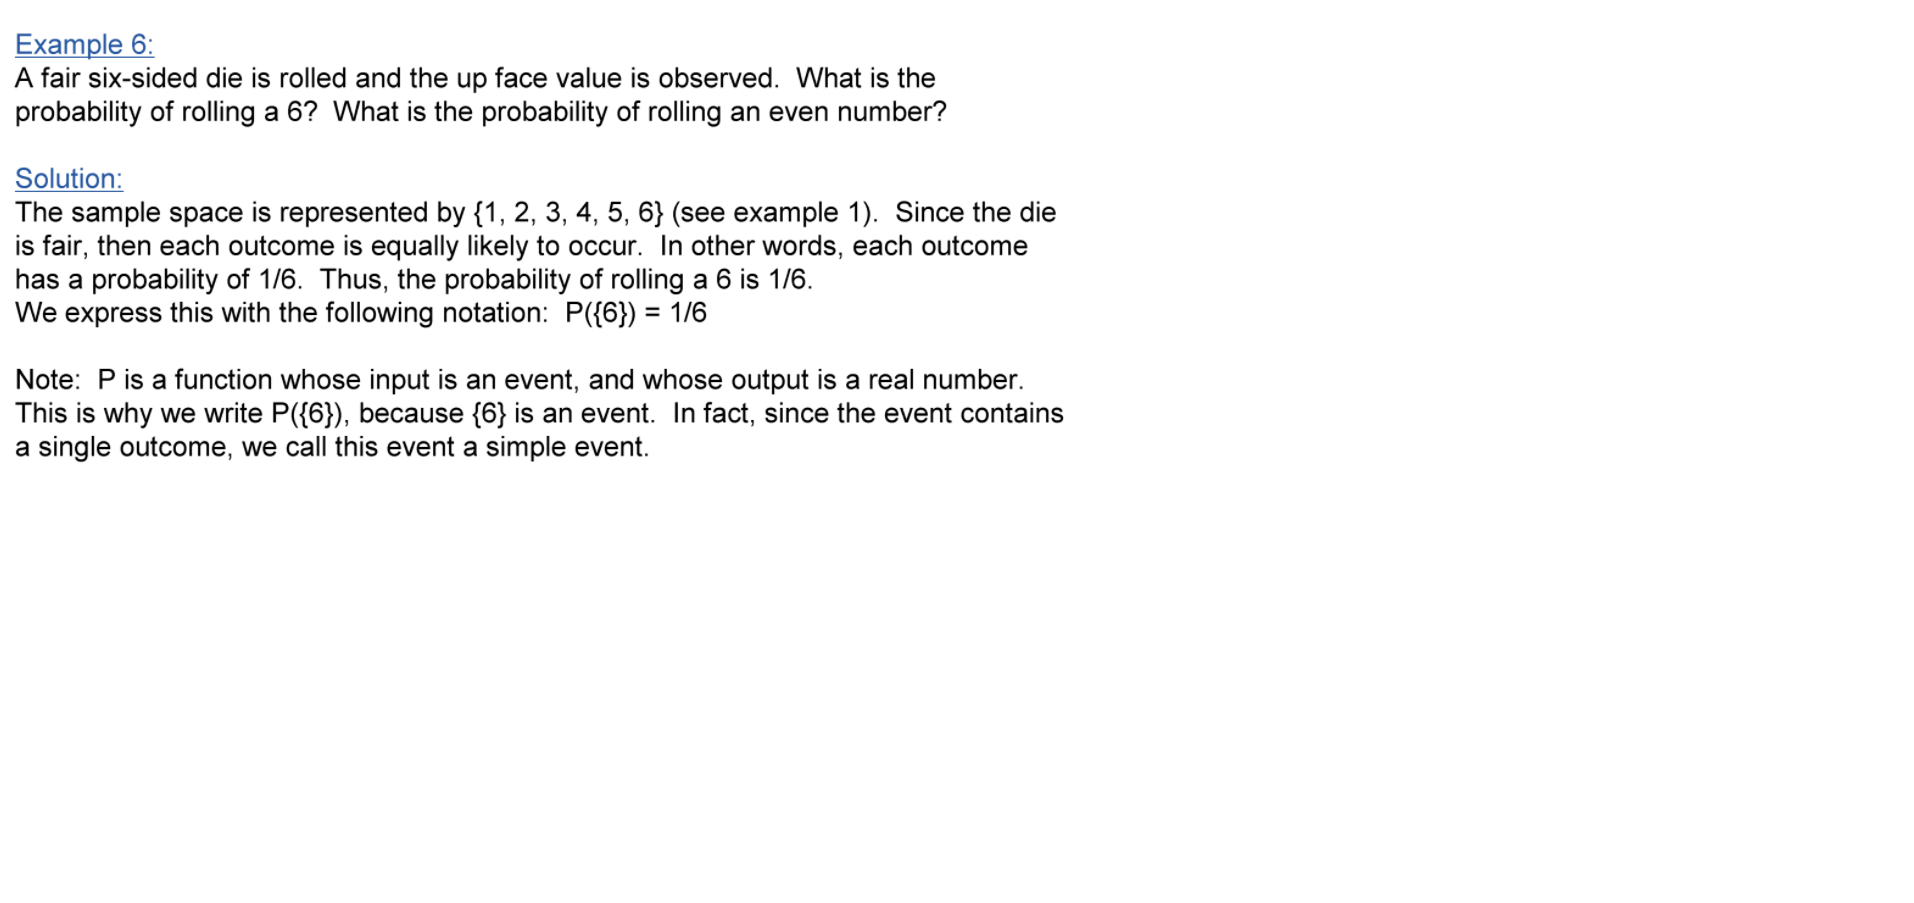 Example 6:
A fair six-sided die is rolled and the up face value is observed.  What is the
probability of rolling a 6?  What is the probability of rolling an even number?
Solution:
The sample space is represented by {1, 2, 3, 4, 5, 6} (see example 1).  Since the die
is fair, then each outcome is equally likely to occur.  In other words, each outcome
has a probability of 1/6.  Thus, the probability of rolling a 6 is 1/6.
We express this with the following notation:  P({6}) = 1/6
Note:  P is a function whose input is an event, and whose output is a real number.
This is why we write P({6}), because {6} is an event.  In fact, since the event contains
a single outcome, we call this event a simple event.